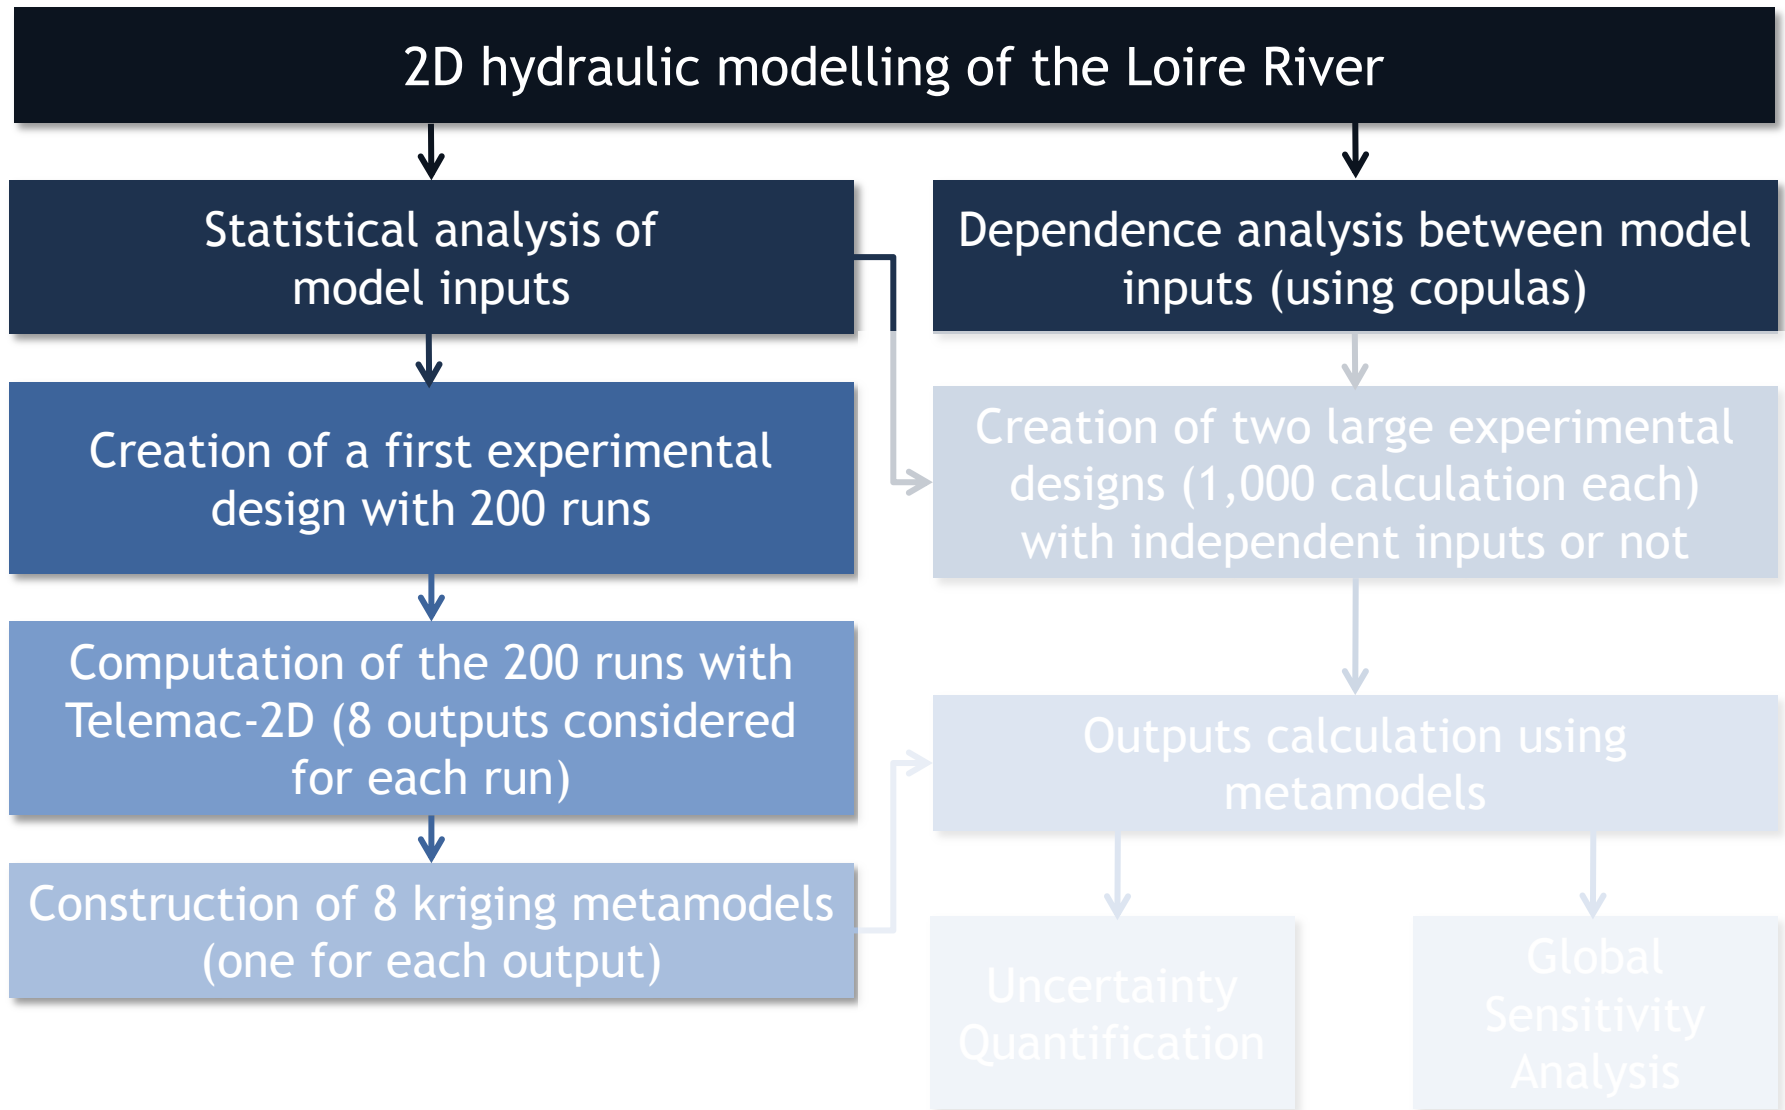 2D hydraulic modelling of the Loire River
Statistical analysis of
model inputs
Dependence analysis between model
inputs (using copulas)
Creation of a first experimental
design with 200 runs
Creation of two large experimental
designs (1,000 calculation each)
with independent inputs or not
Computation of the 200 runs with
Telemac-2D (8 outputs considered
for each run)
Outputs calculation using
metamodels
Construction of 8 kriging metamodels
(one for each output)
Uncertainty
Quantification
Global
Sensitivity
Analysis